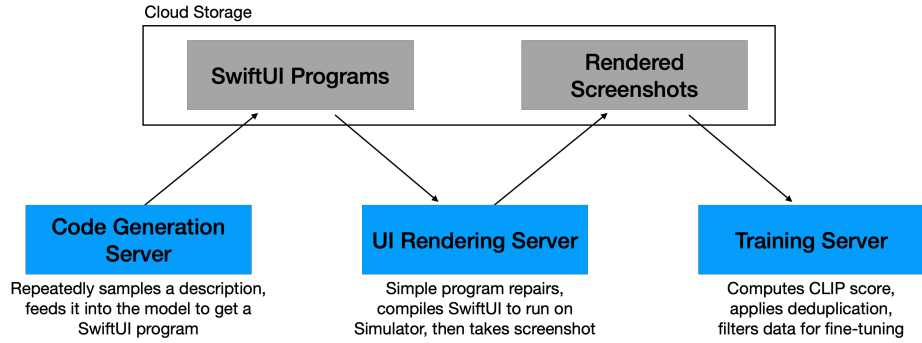 Cloud Storage
SwiftUI Programs
Rendered
Screenshots
Code Generation
Server
Repeatedly samples a description,
feeds it into the model to get a
SwiftUI program
UI Rendering Server
Simple program repairs,
compiles SwiftUI to run on
Simulator, then takes screenshot
Training Server
Computes CLIP score,
applies deduplication,
filters data for fine-tuning